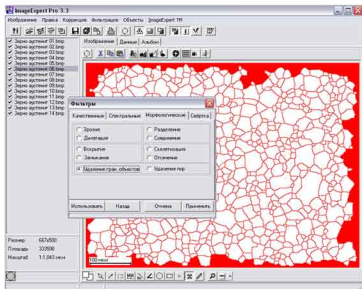 ImageExpert Pro 3.3
Изображение Правка Коррекция Фильтрация Объекты ImageExpert TM
Изображение Данные Альбом
Зерно аустенит 01.bmp
Зерно аустенит 02.bmp
Зерно аустенит 03.bmp
Зерно аустенит 04.bmp
Зерно аустенит 05.bmp
Зерно аустенит 06.bmp
Зерно аустенит 07.bmp
Зерно аустенит 08.bmp
Зерно аустенит 09.bmp
Зерно аустенит 10.bmp
Зерно аустенит 11.bmp
Зерно аустенит 12.bmp
Зерно аустенит 13.bmp
Зерно аустенит 14.bmp
Фильтры
Качественные Спектральные Морфологические Свёртка
Эрозия
Дилатация
Разделение
Соединение
Вскрытие
Замыкание
Скелетизация
Отсечение
Удаление гран. объектов
Удаление пор
Использовать Назад Отмена Применить
Размер 667x500
Площадь 333500
Масштаб 1:1,043 мкм
100 мкм